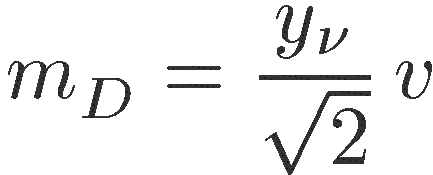 $m_D = \frac{y_\nu}{\sqrt{2}} \, v$